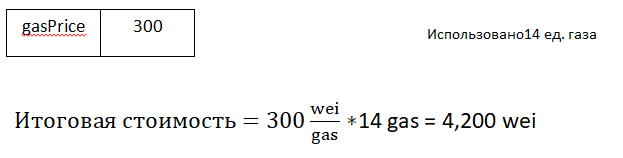 gasPrice 300
Использовано14 ед. газа
Итоговая стоимость = 300 wei/gas *14 gas = 4,200 wei